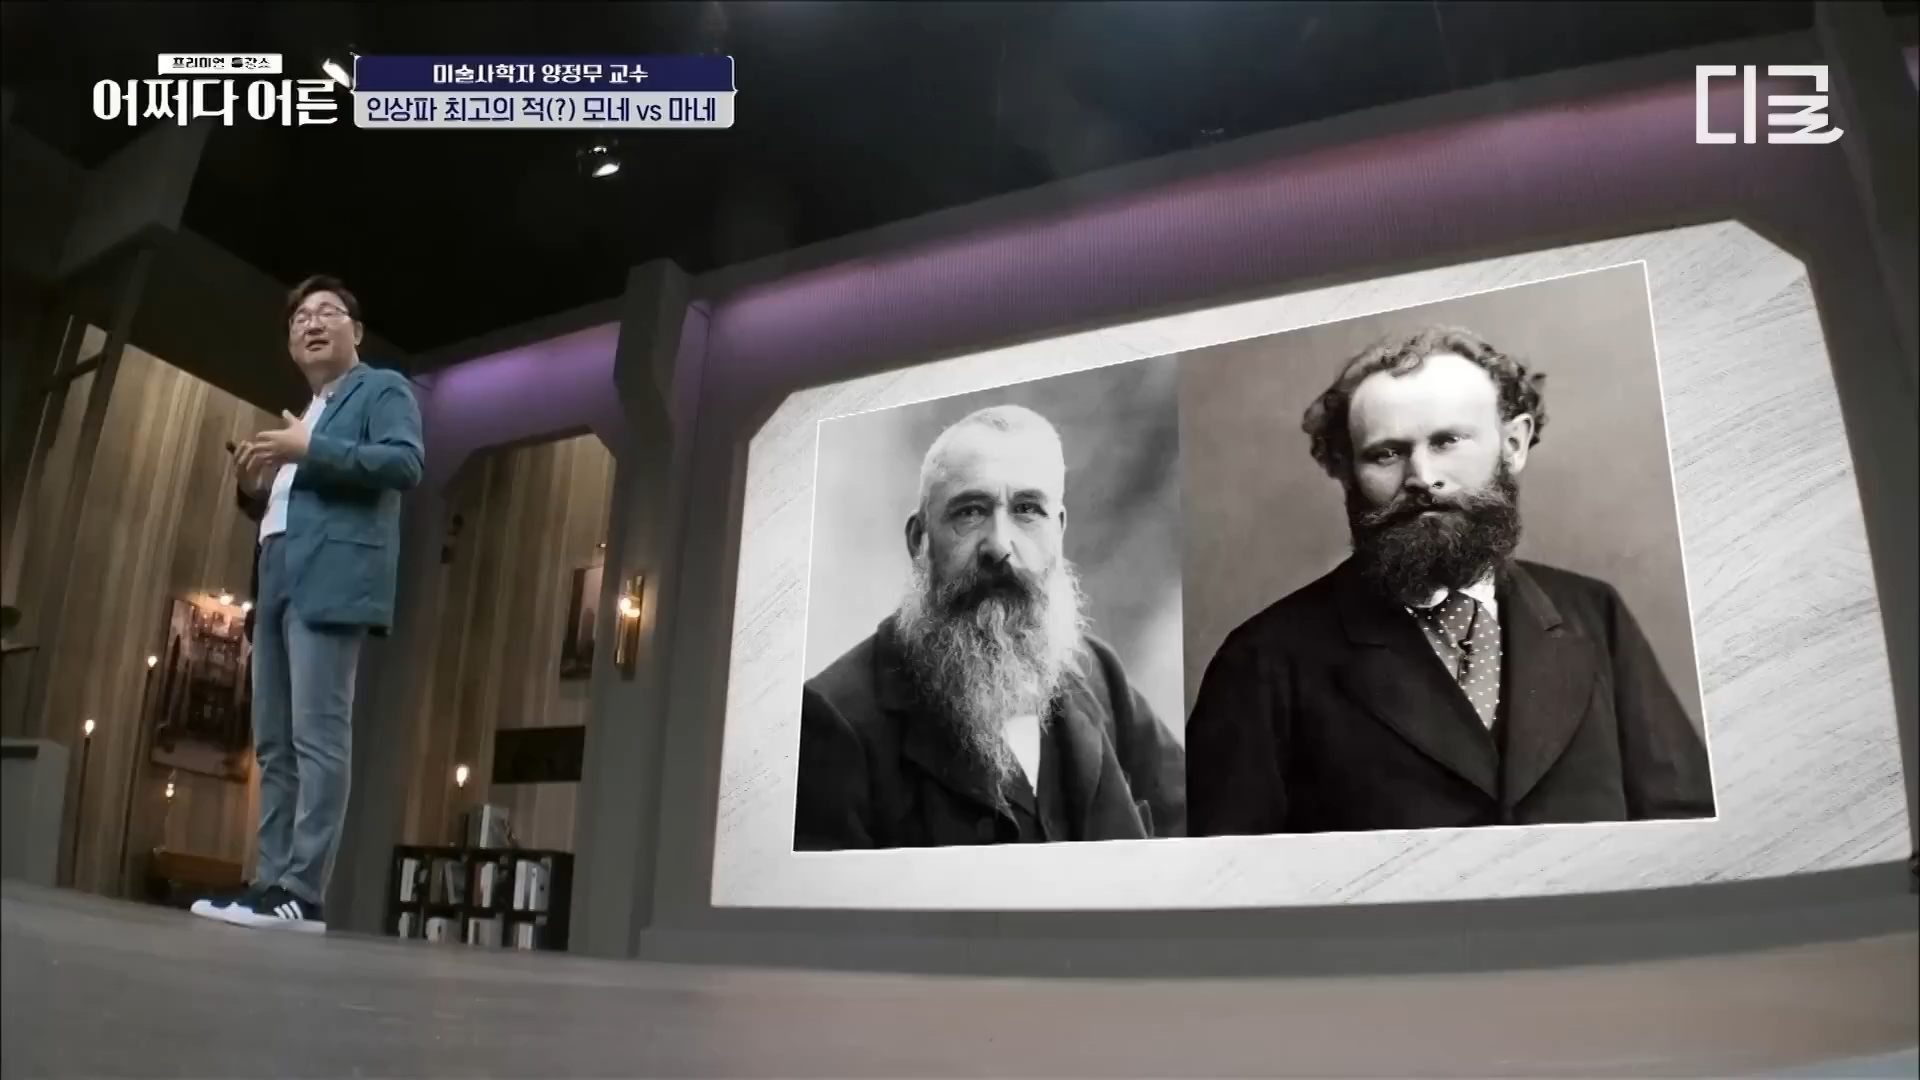 프리미엄 특강쇼
어쩌다 어른
미술사학자 양정무 교수
인상파 최고의 적(?) 모네 vs 마네
디글